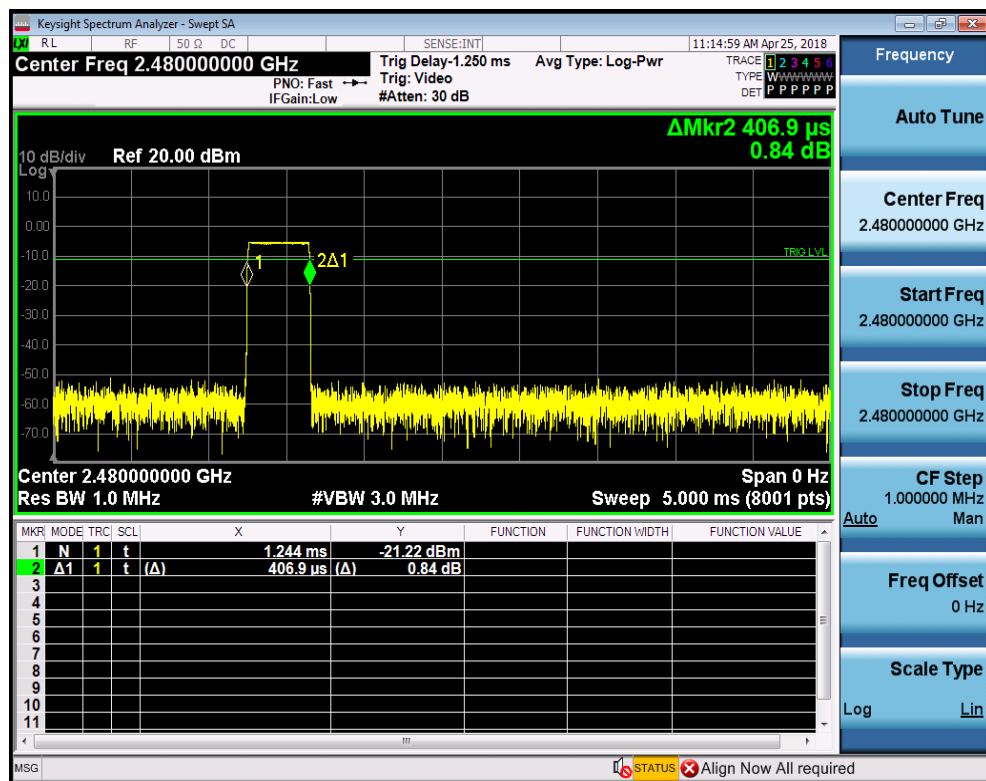 Keysight Spectrum Analyzer - Swept SA
LXI RL RF 50 Ω DC SENSE:INT 11:14:59 AM Apr 25, 2018
Center Freq 2.480000000 GHz
PNO: Fast
IFGain:Low
Trig Delay-1.250 ms
Trig: Video
#Atten: 30 dB
Avg Type: Log-Pwr
TRACE 1 2 3 4 5 6
TYPE WWWWWW
DET P P P P P P
ΔMkr2 406.9 µs
0.84 dB
10 dB/div Ref 20.00 dBm
Log
10.0
0.00
-10.0
-20.0
-30.0
-40.0
-50.0
-60.0
-70.0
TRIG LVL
1
2Δ1
Center 2.480000000 GHz Span 0 Hz
Res BW 1.0 MHz #VBW 3.0 MHz Sweep 5.000 ms (8001 pts)
MKR MODE TRC SCL X Y FUNCTION FUNCTION WIDTH FUNCTION VALUE
1 N 1 t 1.244 ms -21.22 dBm
2 Δ1 1 t (Δ) 406.9 µs (Δ) 0.84 dB
3
4
5
6
7
8
9
10
11
MSG STATUS Align Now All required
Frequency
Auto Tune
Center Freq
2.480000000 GHz
Start Freq
2.480000000 GHz
Stop Freq
2.480000000 GHz
CF Step
1.000000 MHz
Auto Man
Freq Offset
0 Hz
Scale Type
Log Lin